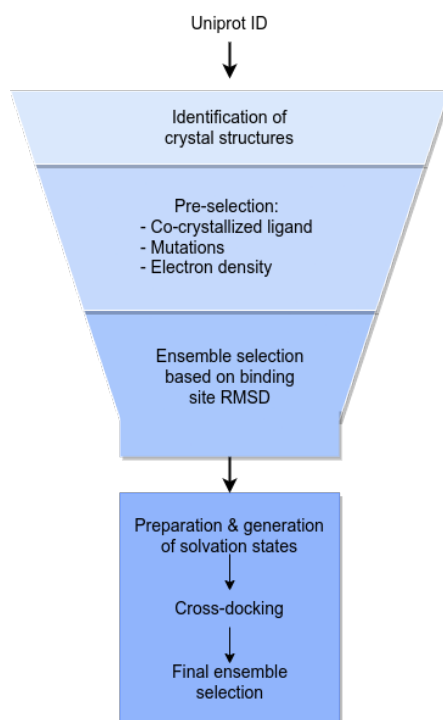 Uniprot ID
Identification of
crystal structures
Pre-selection:
- Co-crystallized ligand
- Mutations
- Electron density
Ensemble selection
based on binding
site RMSD
Preparation & generation
of solvation states
Cross-docking
Final ensemble
selection